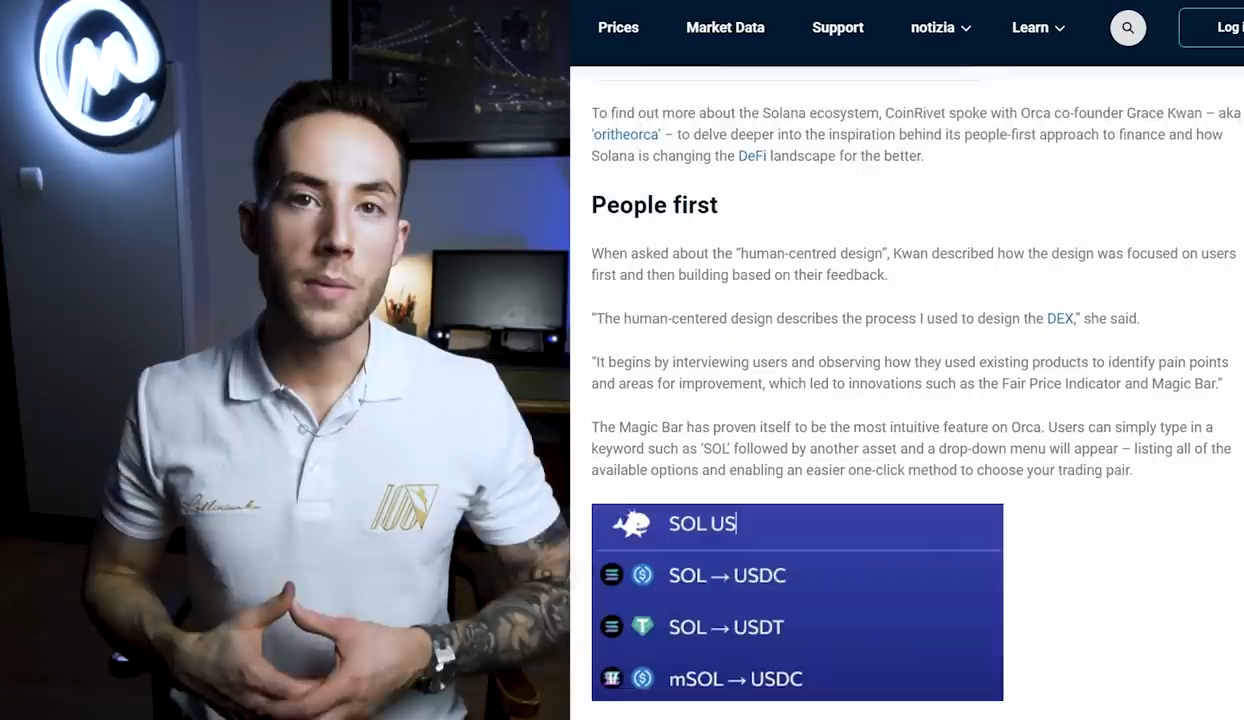 Prices Market Data Support notizia Learn Log
To find out more about the Solana ecosystem, CoinRivet spoke with Orca co-founder Grace Kwan – aka
'oritheorca' – to delve deeper into the inspiration behind its people-first approach to finance and how
Solana is changing the DeFi landscape for the better.
People first
When asked about the “human-centred design”, Kwan described how the design was focused on users
first and then building based on their feedback.
“The human-centered design describes the process I used to design the DEX,” she said.
“It begins by interviewing users and observing how they used existing products to identify pain points
and areas for improvement, which led to innovations such as the Fair Price Indicator and Magic Bar.”
The Magic Bar has proven itself to be the most intuitive feature on Orca. Users can simply type in a
keyword such as ‘SOL’ followed by another asset and a drop-down menu will appear – listing all of the
available options and enabling an easier one-click method to choose your trading pair.
SOL US
SOL → USDC
SOL → USDT
mSOL → USDC